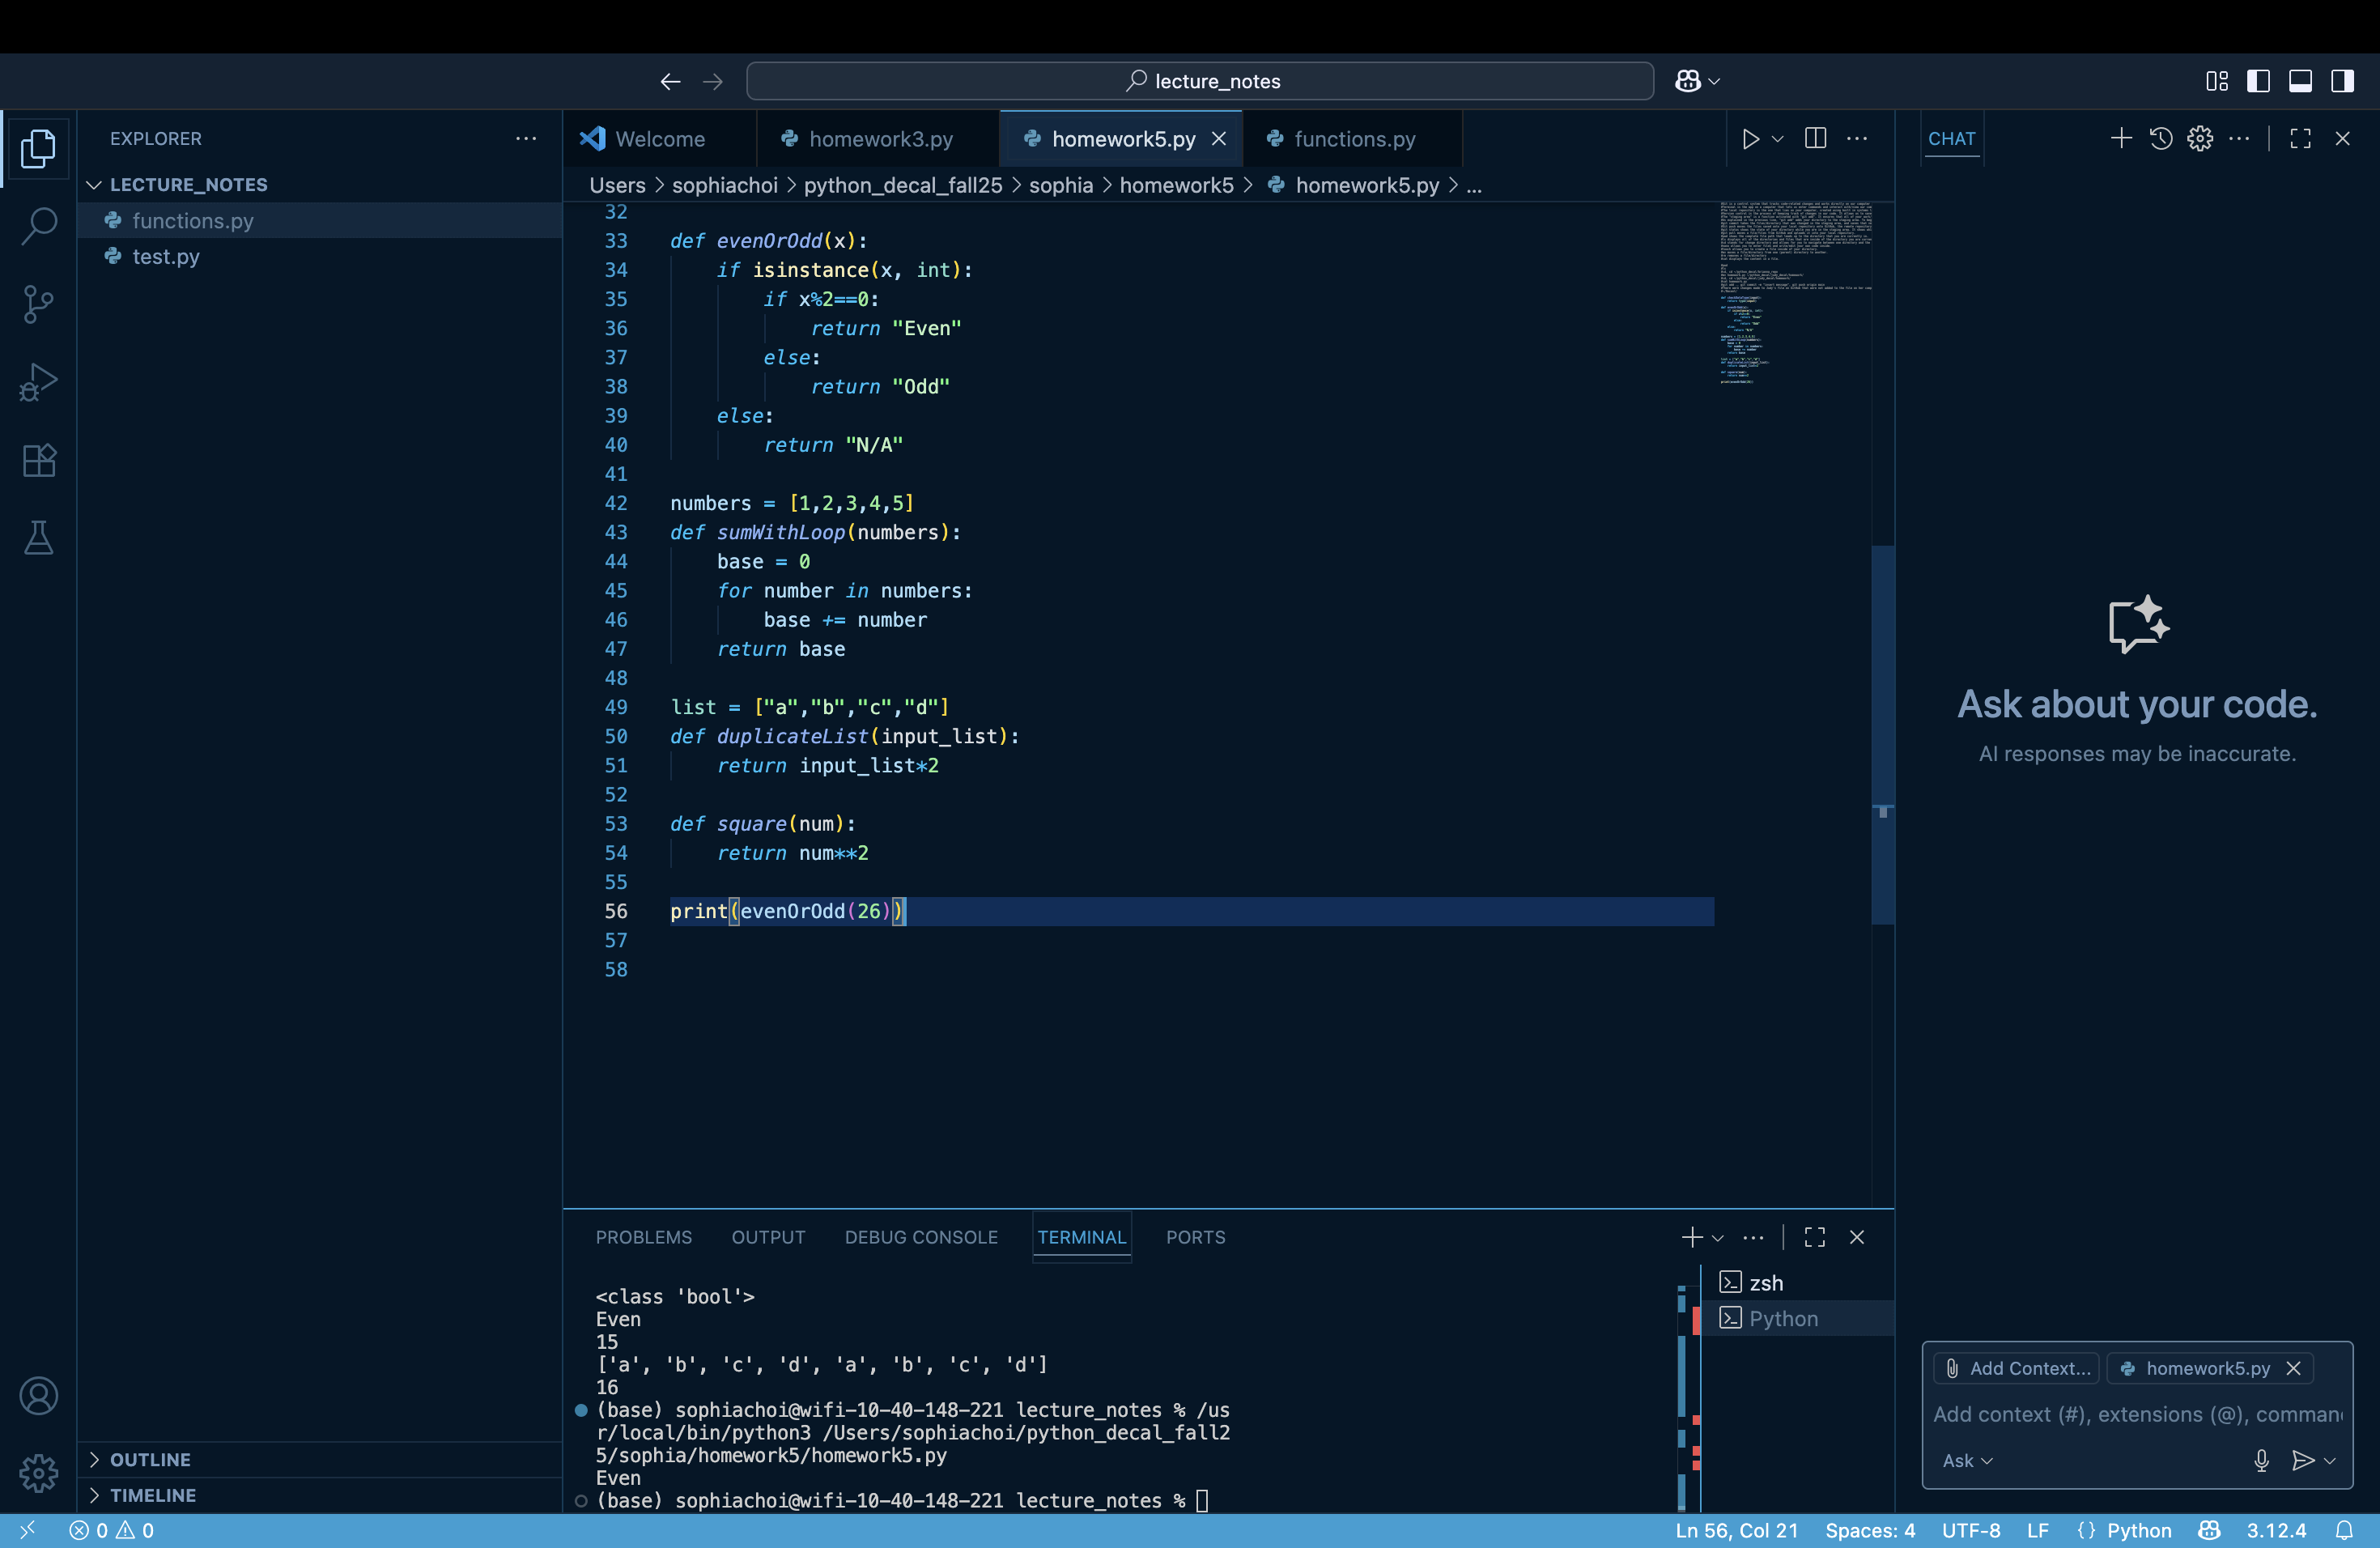 lecture_notes
EXPLORER
LECTURE_NOTES
functions.py
test.py
OUTLINE
TIMELINE
Welcome
homework3.py
homework5.py
functions.py
Users > sophiachoi > python_decal_fall25 > sophia > homework5 > homework5.py > ...
32
33 def evenOrOdd(x):
34     if isinstance(x, int):
35         if x%2==0:
36             return "Even"
37         else:
38             return "Odd"
39     else:
40         return "N/A"
41
42 numbers = [1,2,3,4,5]
43 def sumWithLoop(numbers):
44     base = 0
45     for number in numbers:
46         base += number
47     return base
48
49 list = ["a","b","c","d"]
50 def duplicateList(input_list):
51     return input_list*2
52
53 def square(num):
54     return num**2
55
56 print(evenOrOdd(26))
57
58
PROBLEMS OUTPUT DEBUG CONSOLE TERMINAL PORTS
<class 'bool'>
Even
15
['a', 'b', 'c', 'd', 'a', 'b', 'c', 'd']
16
(base) sophiachoi@wifi-10-40-148-221 lecture_notes % /us
r/local/bin/python3 /Users/sophiachoi/python_decal_fall2
5/sophia/homework5/homework5.py
Even
(base) sophiachoi@wifi-10-40-148-221 lecture_notes %
zsh
Python
CHAT
Ask about your code.
AI responses may be inaccurate.
Add Context...
homework5.py
Add context (#), extensions (@), comman
Ask
0 0
Ln 56, Col 21
Spaces: 4
UTF-8
LF
{} Python
3.12.4